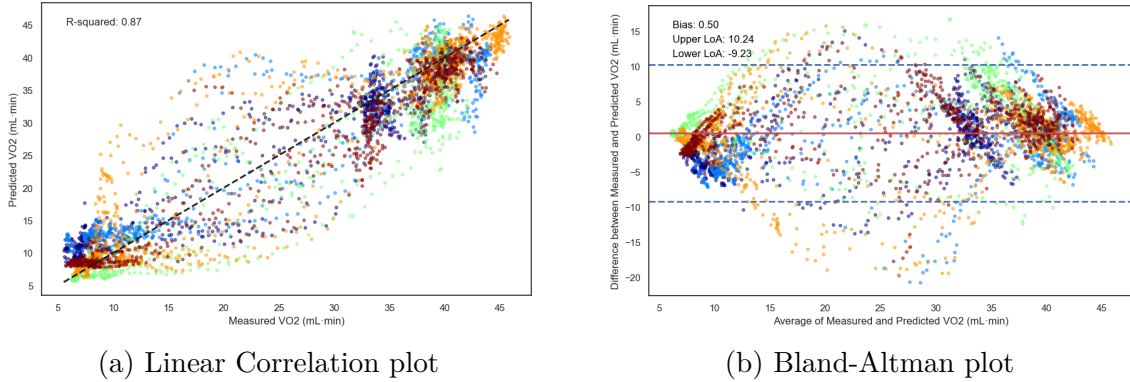 R-squared: 0.87
Predicted VO2 (mL·min)
45
40
35
30
25
20
15
10
5
5 10 15 20 25 30 35 40 45
Measured VO2 (mL·min)
(a) Linear Correlation plot
Bias: 0.50
Upper LoA: 10.24
Lower LoA: -9.23
Difference between Measured and Predicted VO2 (mL·min)
15
10
5
0
−5
−10
−15
−20
5 10 15 20 25 30 35 40 45
Average of Measured and Predicted VO2 (mL·min)
(b) Bland-Altman plot